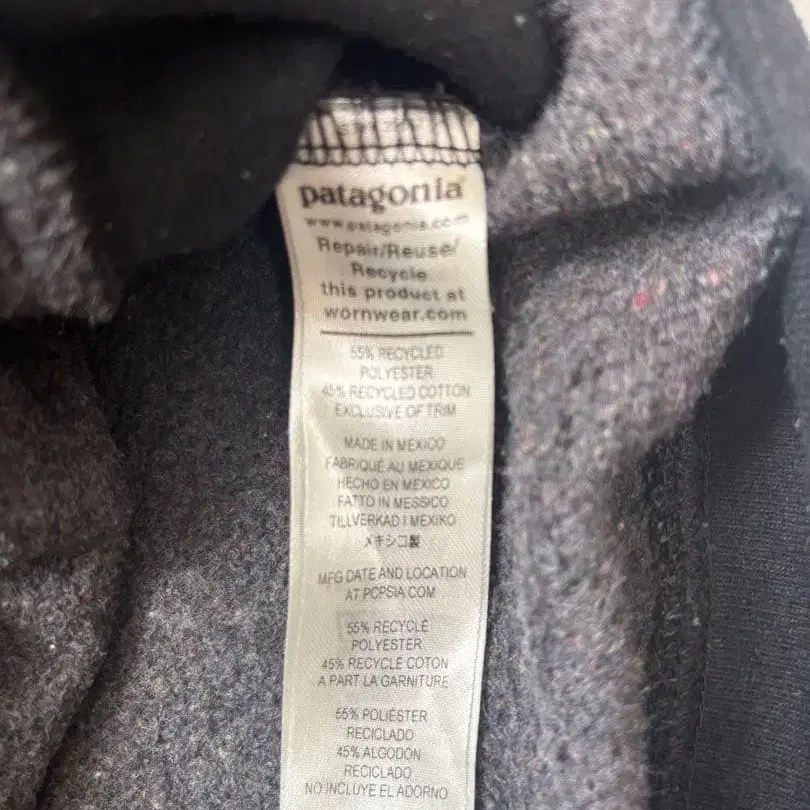 patagonia
www.patagonia.com
Repair/Reuse/
Recycle
this product at
wornwear.com
55% RECYCLED
POLYESTER
45% RECYCLED COTTON
EXCLUSIVE OF TRIM
MADE IN MEXICO
FABRIQUÉ AU MEXIQUE
HECHO EN MEXICO
FATTO IN MESSICO
TILLVERKAD I MEXIKO
メキシコ製
MFG DATE AND LOCATION
AT PCPSIA.COM
55% RECYCLÉ
POLYESTER
45% RECYCLÉ COTON
A PART LA GARNITURE
55% POLIÉSTER
RECICLADO
45% ALGODON
RECICLADO
NO INCLUYE EL ADORNO